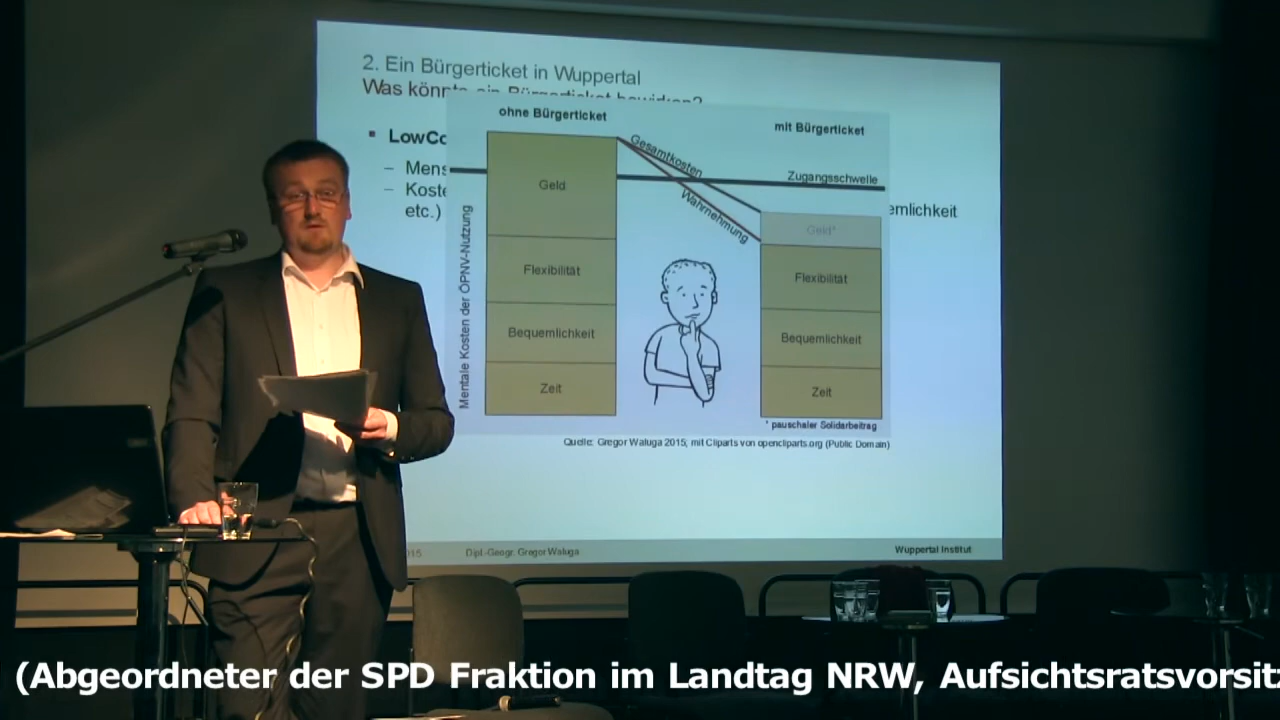 2. Ein Bürgerticket in Wuppertal
Was könnte ein Bürgerticket bewirken?
ohne Bürgerticket
mit Bürgerticket
LowCo
– Mens
– Koste
etc.)
emlichkeit
Gesamtkosten
Zugangsschwelle
Wahrnehmung
Mentale Kosten der ÖPNV-Nutzung
Geld
Flexibilität
Bequemlichkeit
Zeit
Geld*
Flexibilität
Bequemlichkeit
Zeit
* pauschaler Solidarbeitrag
Quelle: Gregor Waluga 2015; mit Cliparts von openclipart.org (Public Domain)
015
Dipl.-Geogr. Gregor Waluga
Wuppertal Institut
(Abgeordneter der SPD Fraktion im Landtag NRW, Aufsichtsratsvorsitz